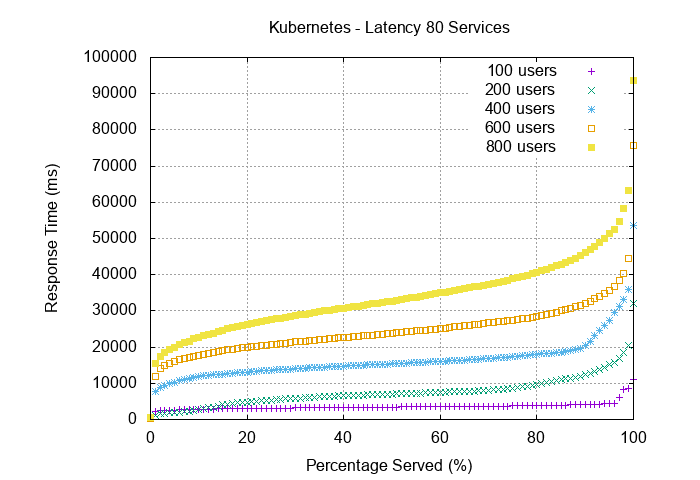 Kubernetes - Latency 80 Services
100000
90000
80000
70000
60000
50000
40000
30000
20000
10000
0
Response Time (ms)
100 users
200 users
400 users
600 users
800 users
0 20 40 60 80 100
Percentage Served (%)